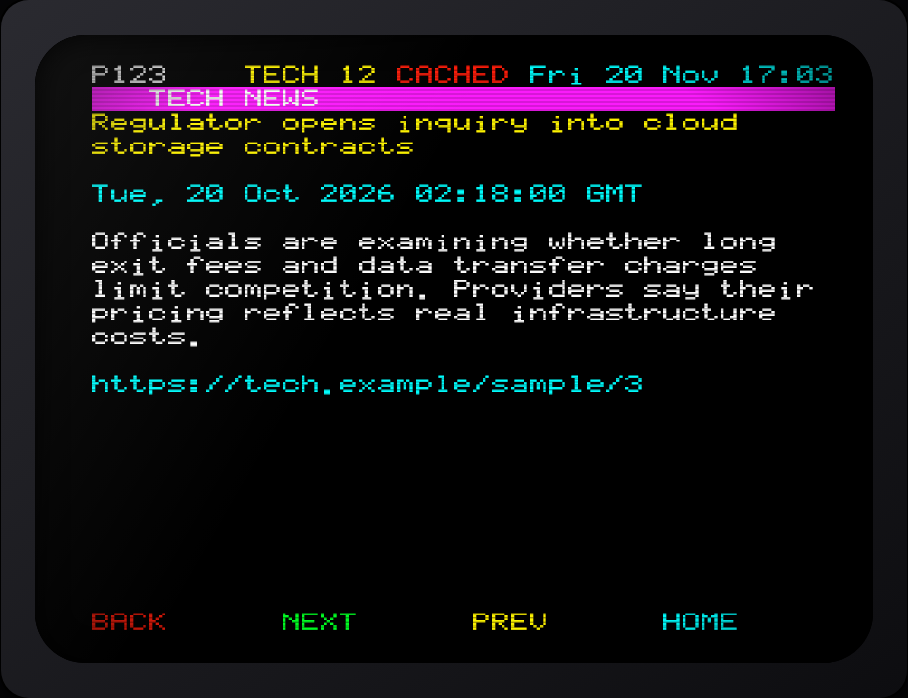 P123 TECH 12 CACHED Fri 20 Nov 17:03
TECH NEWS
Regulator opens inquiry into cloud
storage contracts
Tue, 20 Oct 2026 02:18:00 GMT
Officials are examining whether long
exit fees and data transfer charges
limit competition. Providers say their
pricing reflects real infrastructure
costs.
https://tech.example/sample/3
BACK NEXT PREV HOME